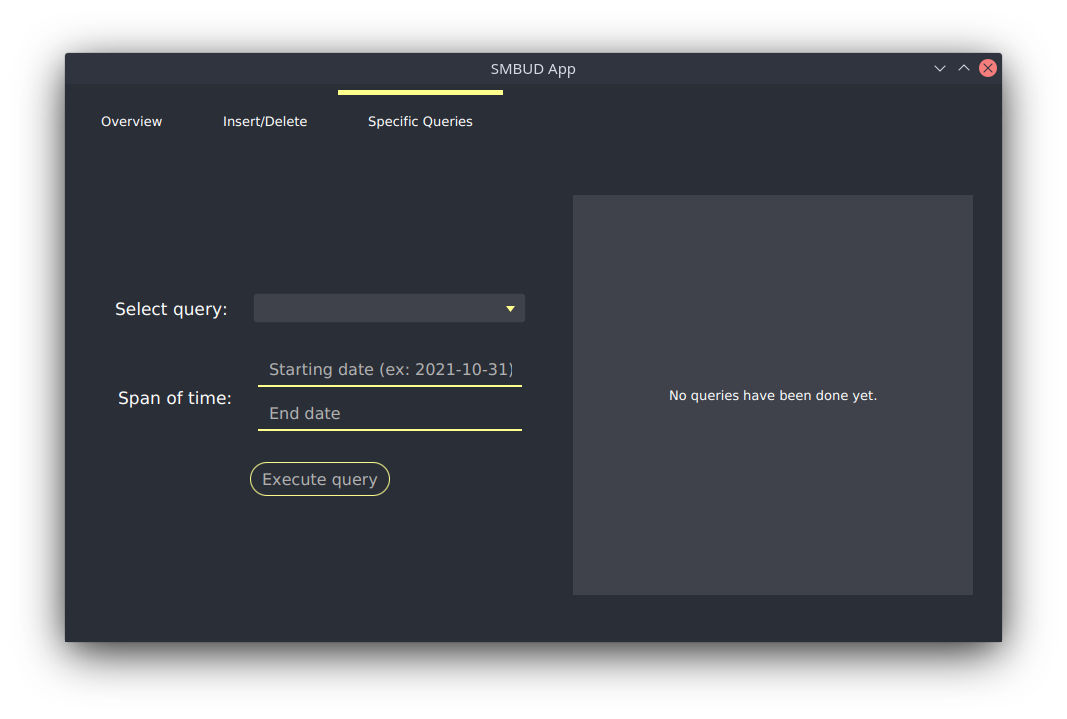 SMBUD App
Overview Insert/Delete Specific Queries
Select query:
Starting date (ex: 2021-10-31)
Span of time:
End date
Execute query
No queries have been done yet.